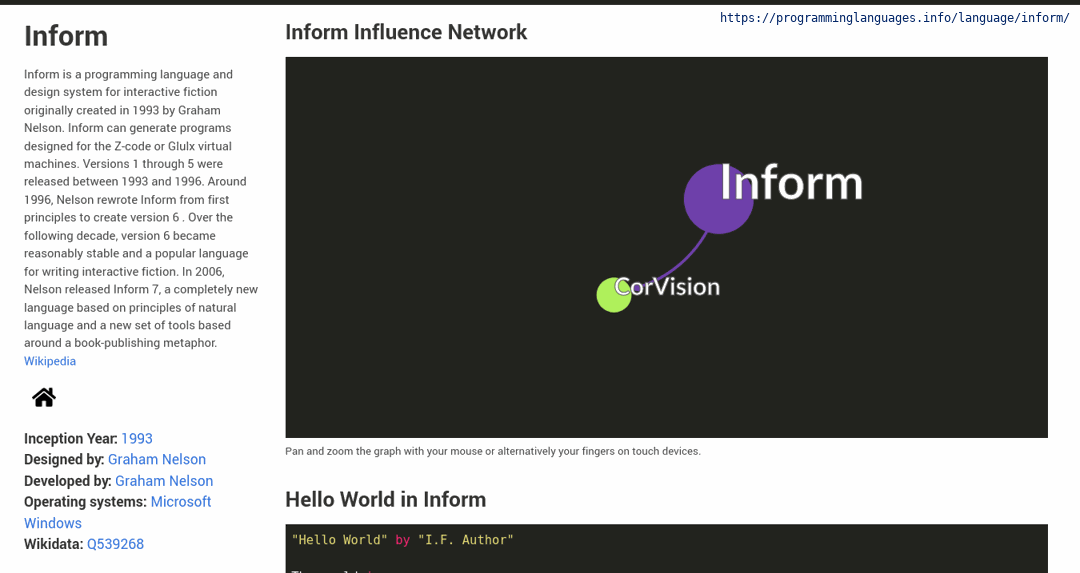 https://programminglanguages.info/language/inform/
Inform
Inform is a programming language and
design system for interactive fiction
originally created in 1993 by Graham
Nelson. Inform can generate programs
designed for the Z-code or Glulx virtual
machines. Versions 1 through 5 were
released between 1993 and 1996. Around
1996, Nelson rewrote Inform from first
principles to create version 6 . Over the
following decade, version 6 became
reasonably stable and a popular language
for writing interactive fiction. In 2006,
Nelson released Inform 7, a completely new
language based on principles of natural
language and a new set of tools based
around a book-publishing metaphor.
Wikipedia
Inception Year: 1993
Designed by: Graham Nelson
Developed by: Graham Nelson
Operating systems: Microsoft
Windows
Wikidata: Q539268
Inform Influence Network
Inform
CorVision
Pan and zoom the graph with your mouse or alternatively your fingers on touch devices.
Hello World in Inform
"Hello World" by "I.F. Author"